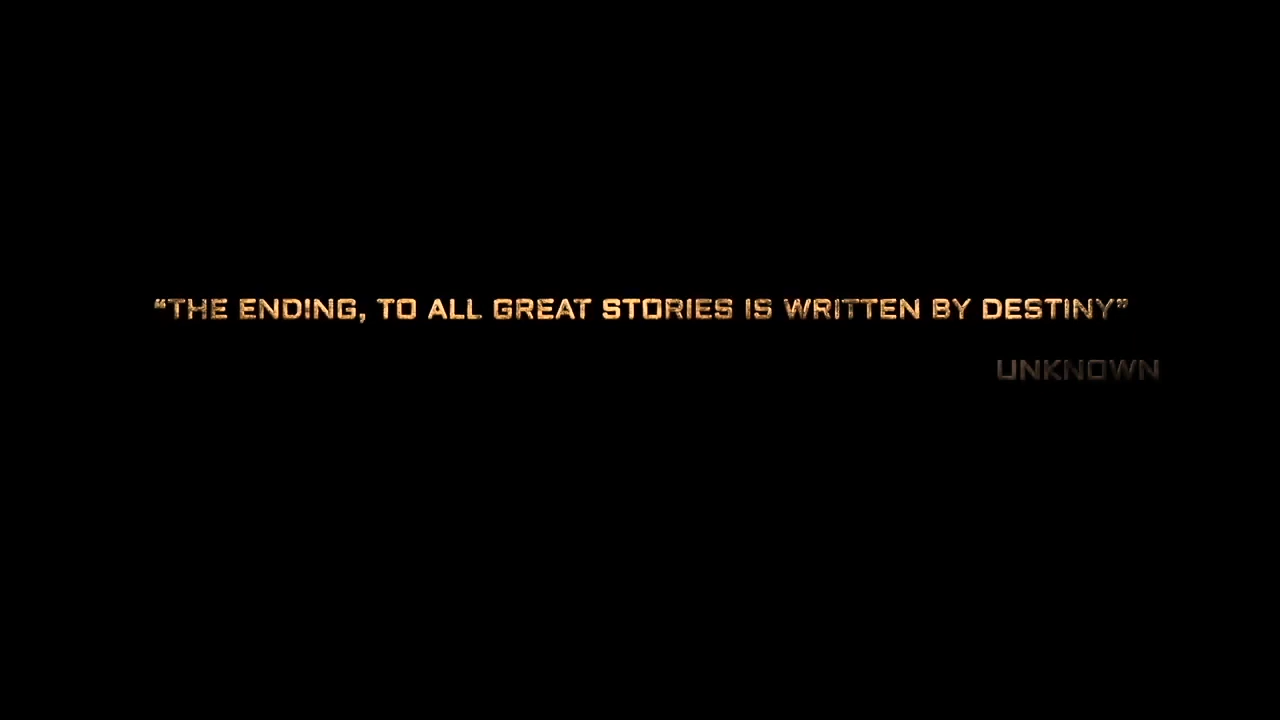 “THE ENDING, TO ALL GREAT STORIES IS WRITTEN BY DESTINY”
UNKNOWN